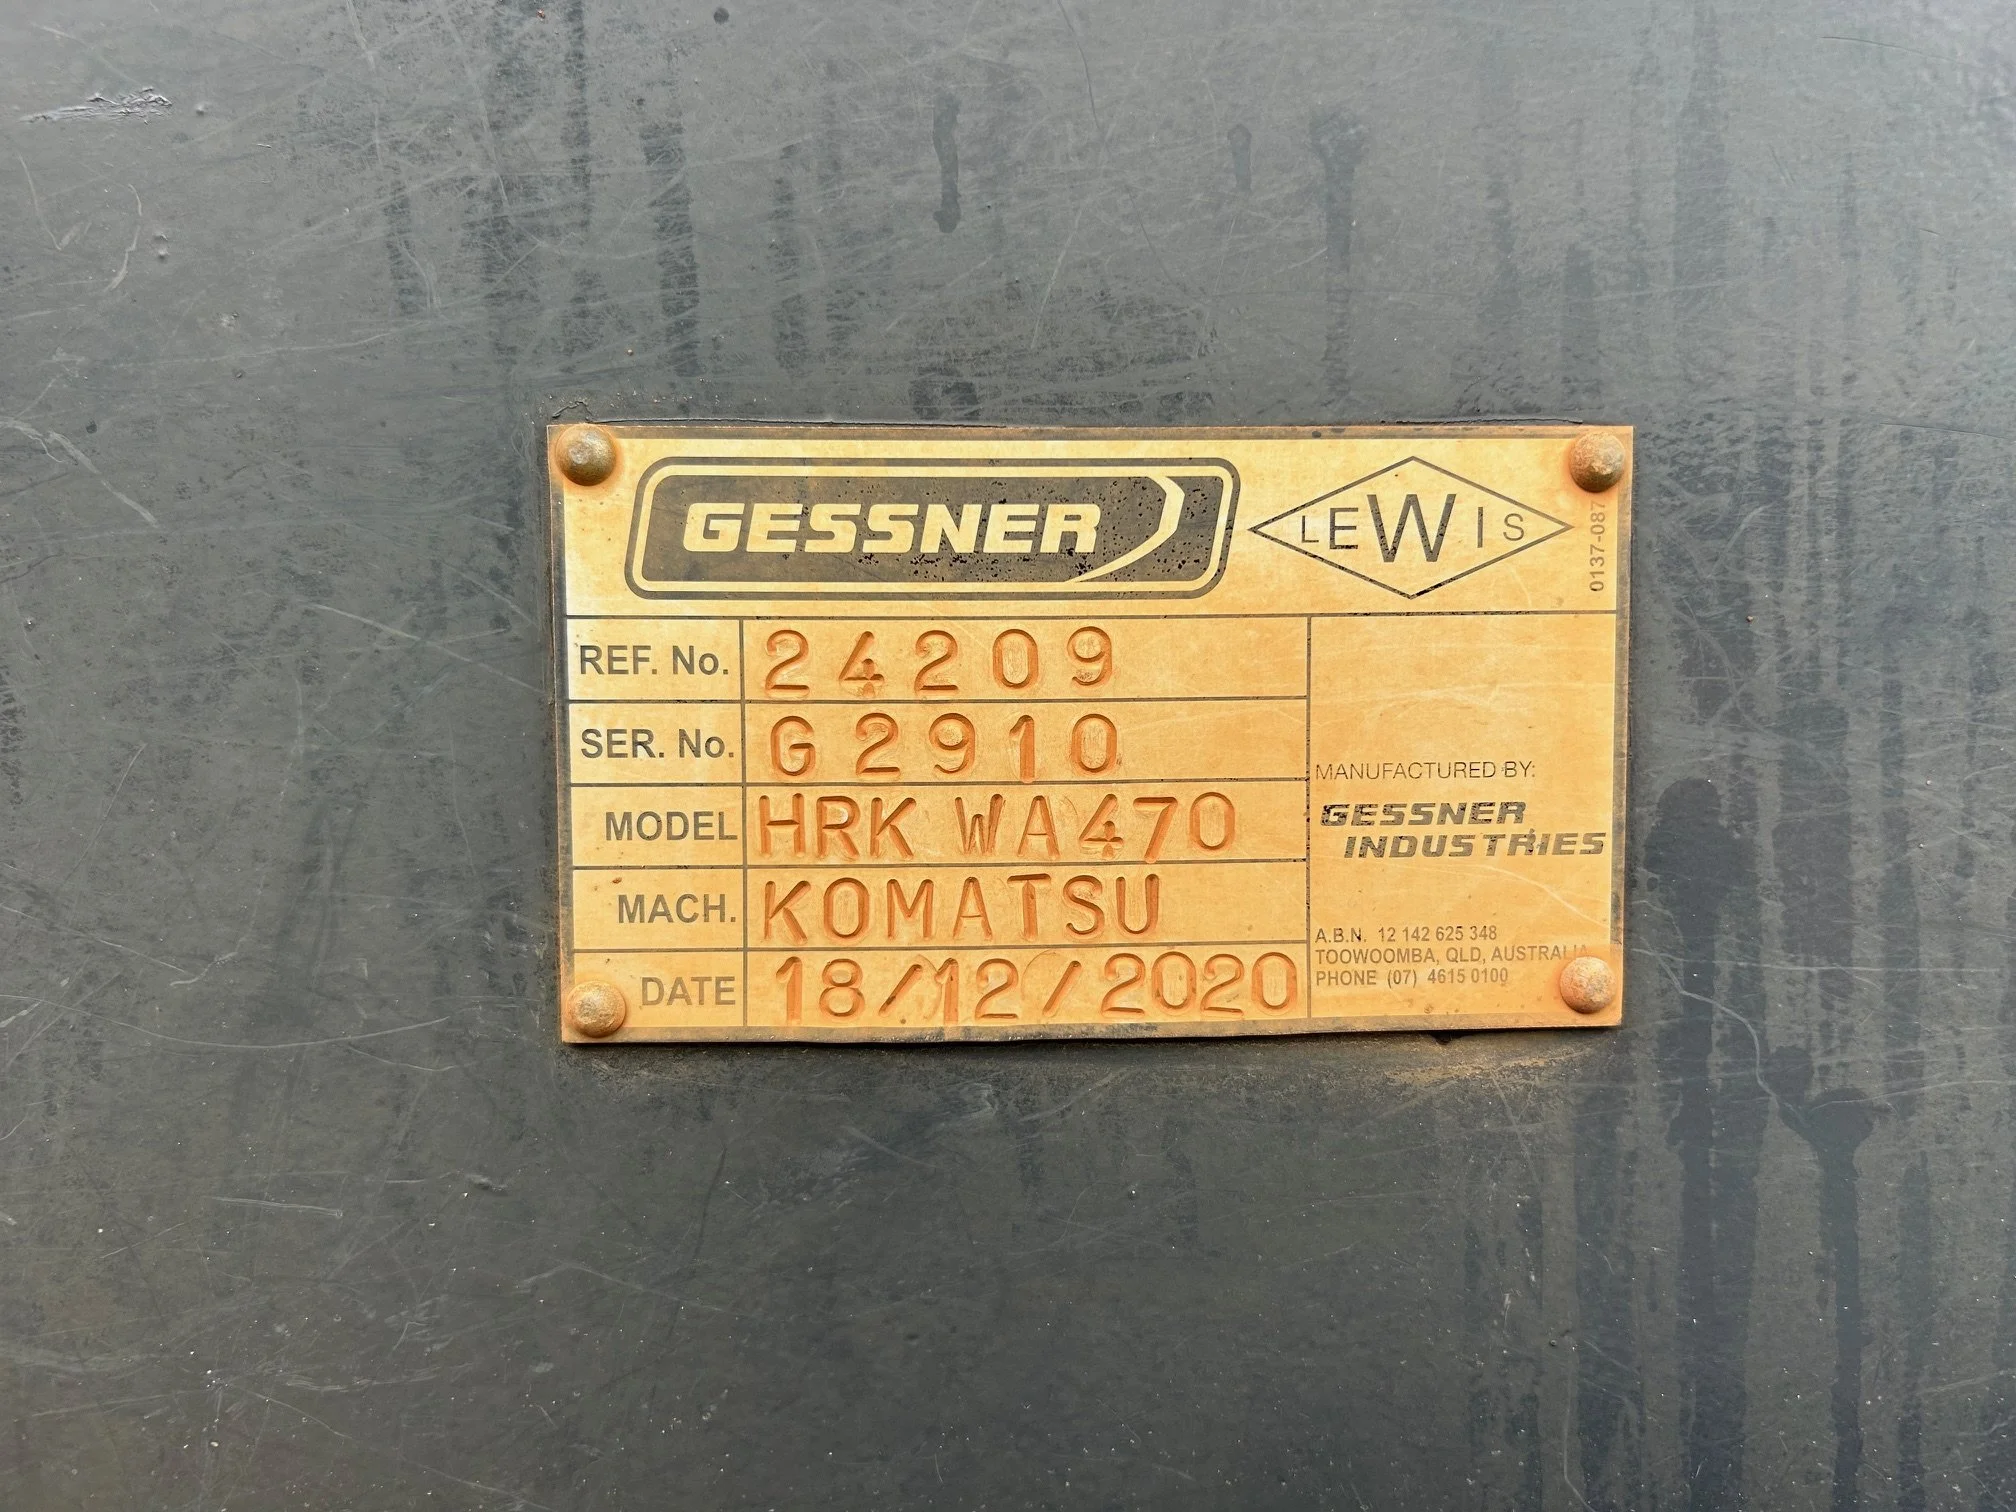 GESSNER
LEWIS
0137-087
REF. No. 24209
SER. No. G2910
MODEL HRK WA470
MACH. KOMATSU
DATE 18/12/2020
MANUFACTURED BY:
GESSNER
INDUSTRIES
A.B.N. 12 142 625 348
TOOWOOMBA, QLD, AUSTRALIA
PHONE (07) 4615 0100